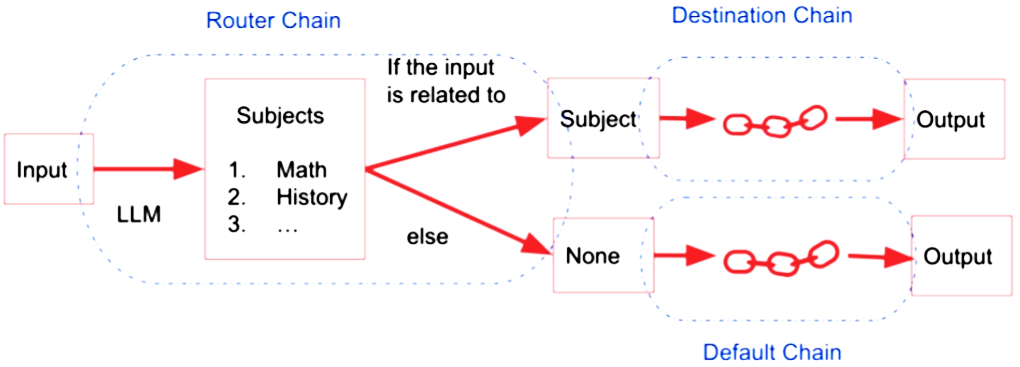 Router Chain
Destination Chain
If the input
is related to
Subjects
1. Math
2. History
3. ...
Input
LLM
else
Subject
Output
None
Output
Default Chain